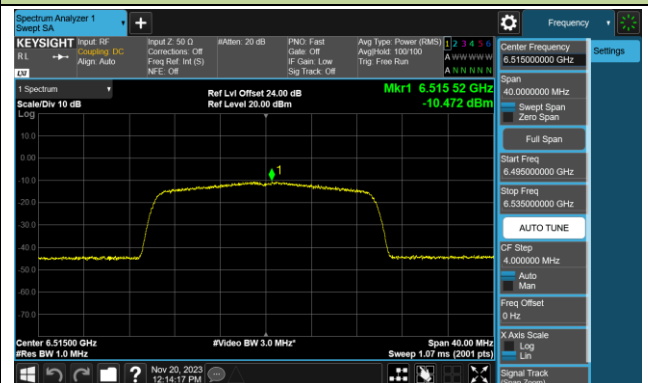 Spectrum Analyzer 1
Swept SA
+
Frequency
KEYSIGHT
RL
LXI
Input: RF
Coupling: DC
Align: Auto
Input Z: 50 Ω
Corrections: Off
Freq Ref: Int (S)
NFE: Off
#Atten: 20 dB
PNO: Fast
Gate: Off
IF Gain: Low
Sig Track: Off
Avg Type: Power (RMS)
Avg|Hold: 100/100
Trig: Free Run
1 2 3 4 5 6
A W W W W W
A N N N N N
1 Spectrum
Scale/Div 10 dB
Log
Ref Lvl Offset 24.00 dB
Ref Level 20.00 dBm
Mkr1 6.515 52 GHz
-10.472 dBm
10.0
0.00
-10.0
-20.0
-30.0
-40.0
-50.0
-60.0
-70.0
1
Center 6.51500 GHz
#Res BW 1.0 MHz
#Video BW 3.0 MHz*
Span 40.00 MHz
Sweep 1.07 ms (2001 pts)
Center Frequency
6.515000000 GHz
Settings
Span
40.0000000 MHz
Swept Span
Zero Span
Full Span
Start Freq
6.495000000 GHz
Stop Freq
6.535000000 GHz
AUTO TUNE
CF Step
4.000000 MHz
Auto
Man
Freq Offset
0 Hz
X Axis Scale
Log
Lin
Signal Track
(Span Zoom)
?
Nov 20, 2023
12:14:17 PM